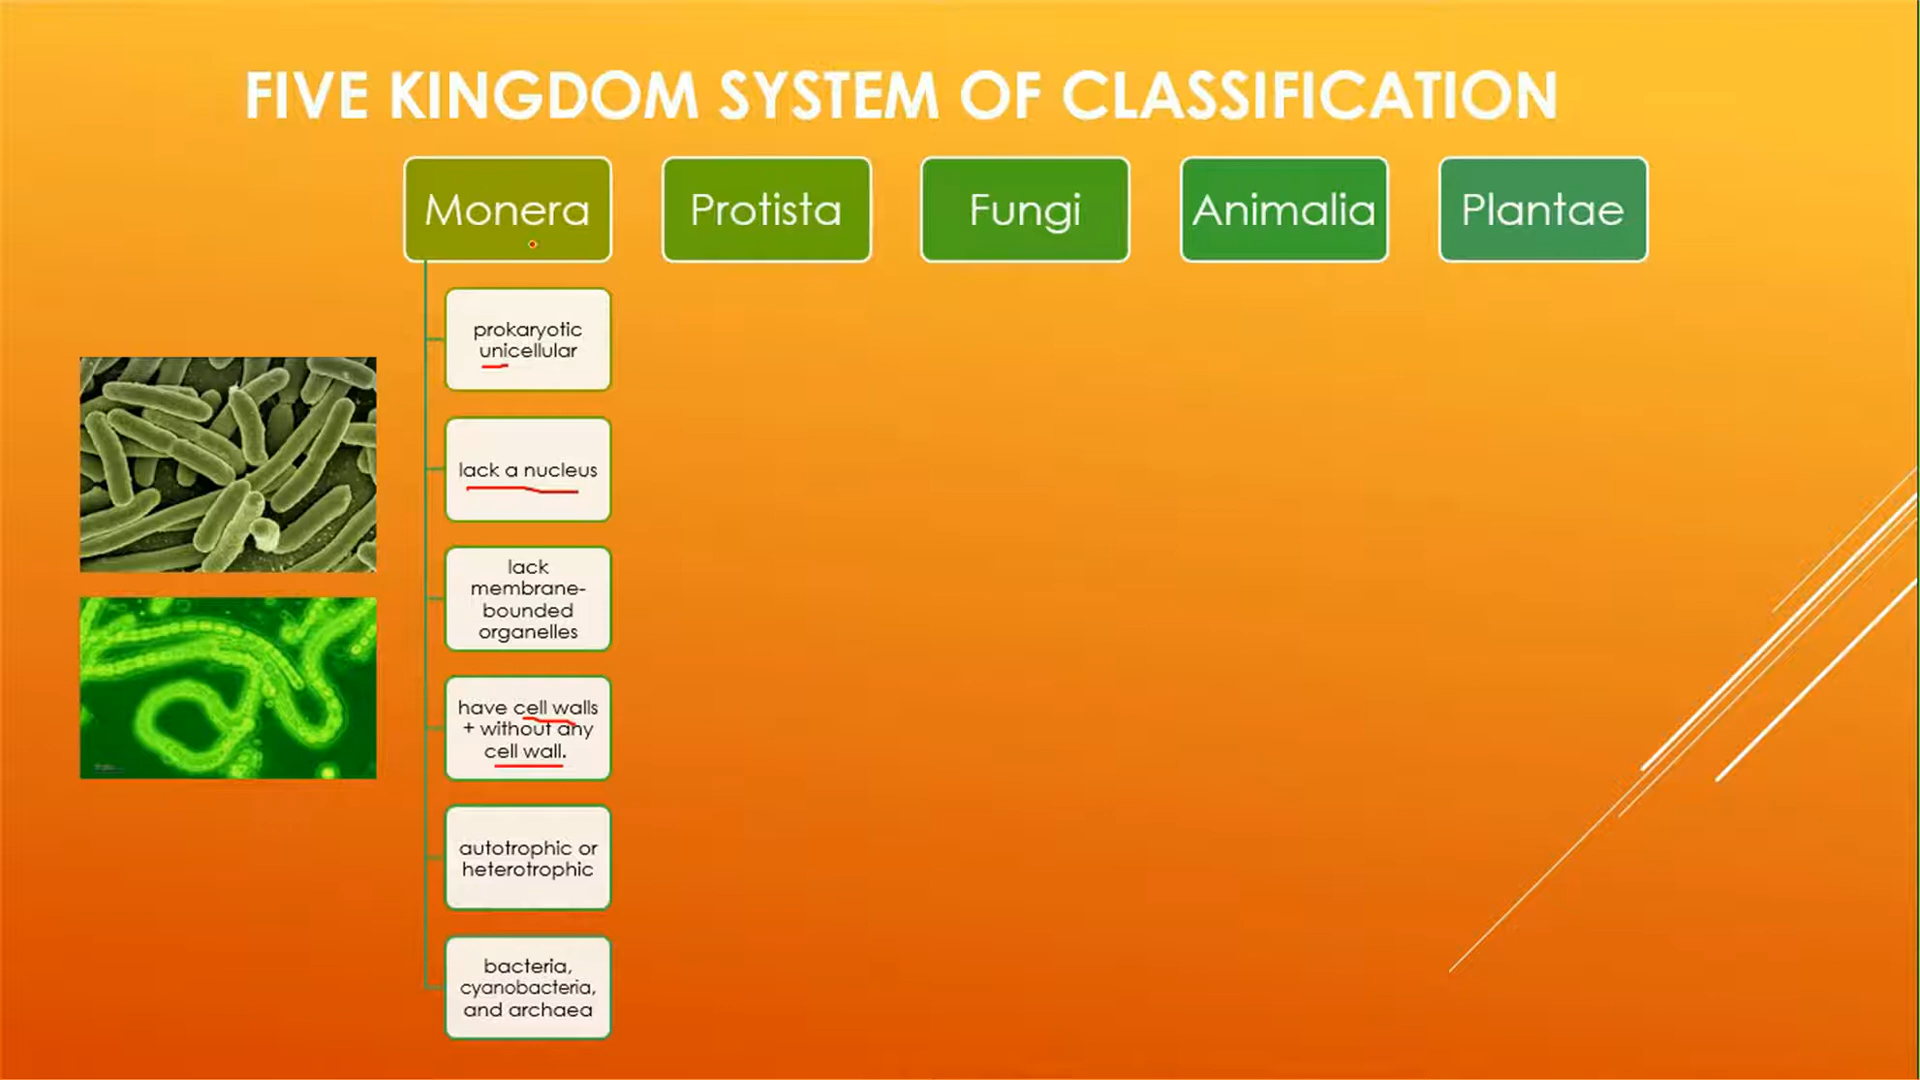 FIVE KINGDOM SYSTEM OF CLASSIFICATION
Monera
Protista
Fungi
Animalia
Plantae
prokaryotic
unicellular
lack a nucleus
lack
membrane-
bounded
organelles
have cell walls
+ without any
cell wall.
autotrophic or
heterotrophic
bacteria,
cyanobacteria,
and archaea